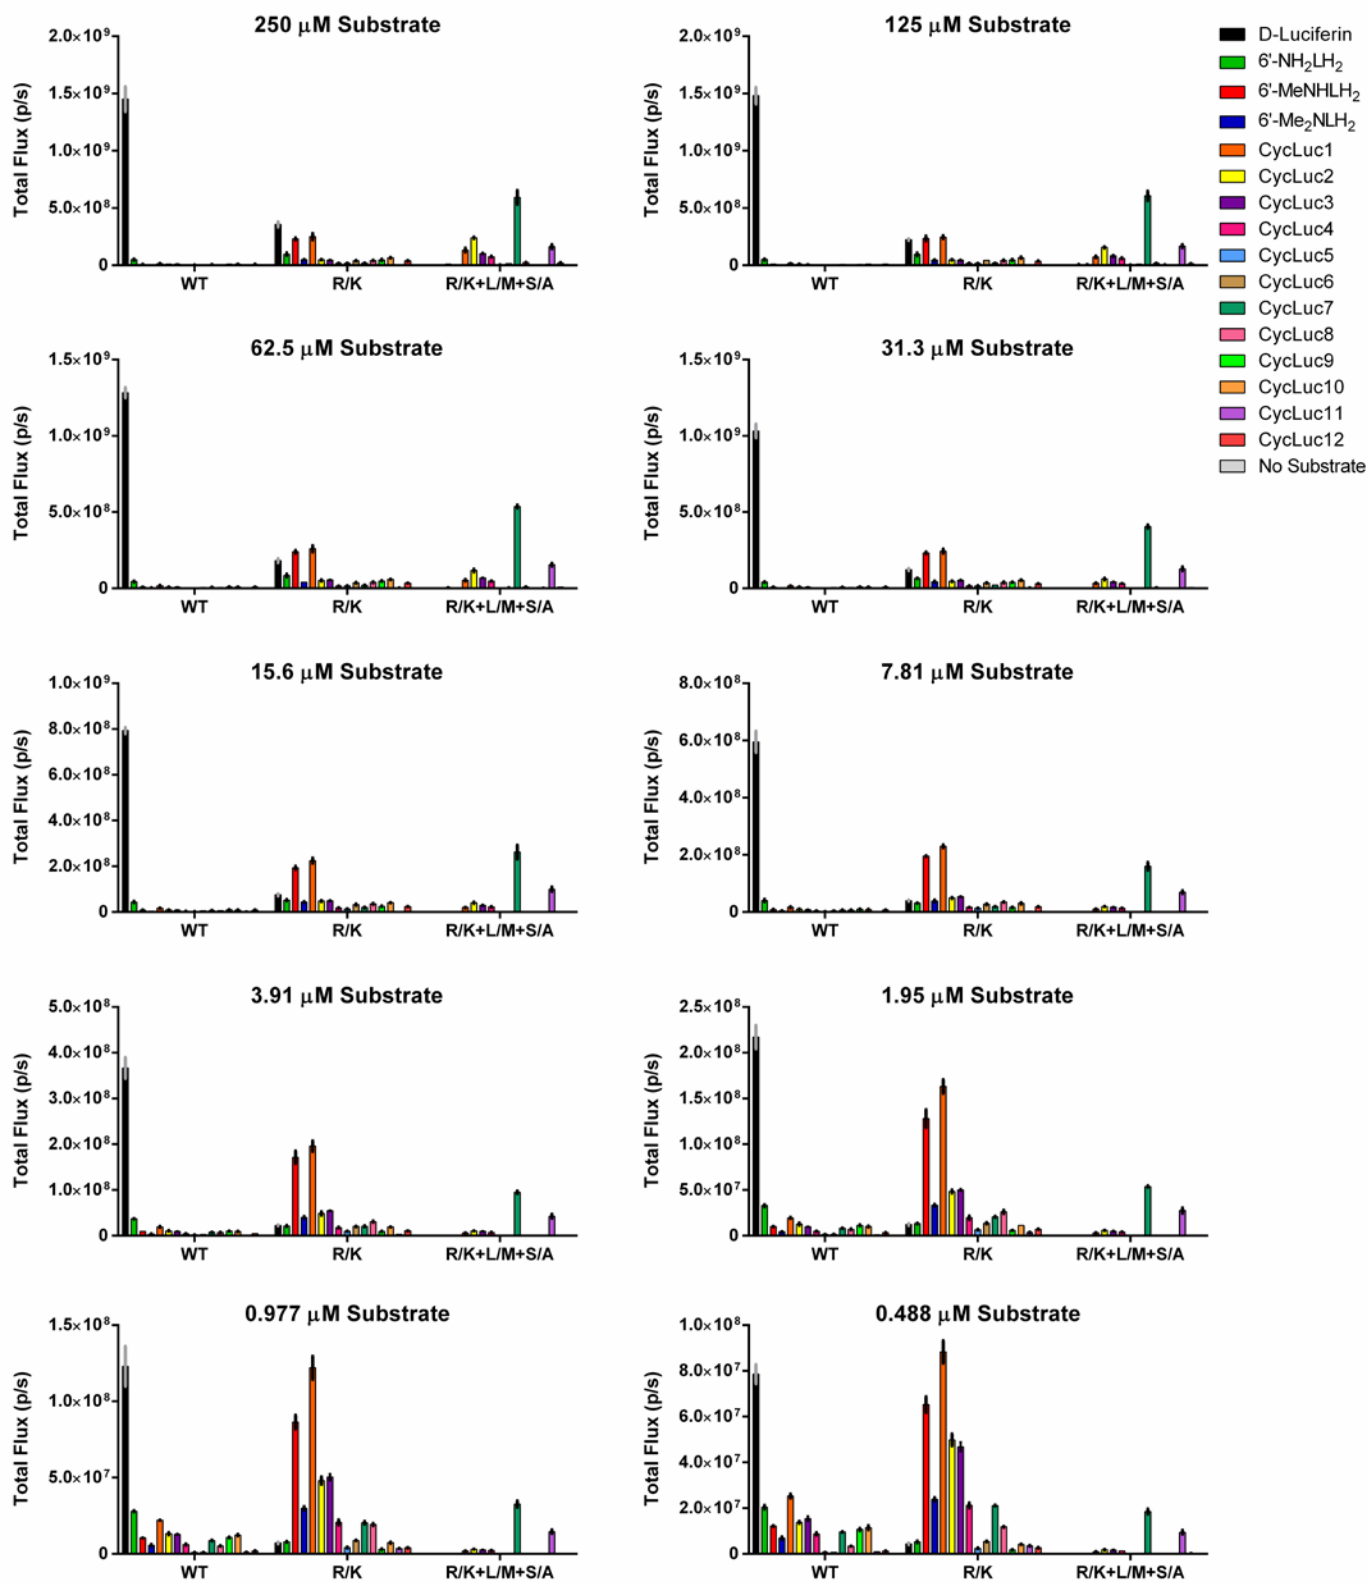 250 μM Substrate
Total Flux (p/s)
2.0×10⁹
1.5×10⁹
1.0×10⁹
5.0×10⁸
0
WT
R/K
R/K+L/M+S/A
125 μM Substrate
Total Flux (p/s)
2.0×10⁹
1.5×10⁹
1.0×10⁹
5.0×10⁸
0
WT
R/K
R/K+L/M+S/A
D-Luciferin
6'-NH₂LH₂
6'-MeNHLH₂
6'-Me₂NLH₂
CycLuc1
CycLuc2
CycLuc3
CycLuc4
CycLuc5
CycLuc6
CycLuc7
CycLuc8
CycLuc9
CycLuc10
CycLuc11
CycLuc12
No Substrate
62.5 μM Substrate
Total Flux (p/s)
1.5×10⁹
1.0×10⁹
5.0×10⁸
0
WT
R/K
R/K+L/M+S/A
31.3 μM Substrate
Total Flux (p/s)
1.5×10⁹
1.0×10⁹
5.0×10⁸
0
WT
R/K
R/K+L/M+S/A
15.6 μM Substrate
Total Flux (p/s)
1.0×10⁹
8.0×10⁸
6.0×10⁸
4.0×10⁸
2.0×10⁸
0
WT
R/K
R/K+L/M+S/A
7.81 μM Substrate
Total Flux (p/s)
8.0×10⁸
6.0×10⁸
4.0×10⁸
2.0×10⁸
0
WT
R/K
R/K+L/M+S/A
3.91 μM Substrate
Total Flux (p/s)
5.0×10⁸
4.0×10⁸
3.0×10⁸
2.0×10⁸
1.0×10⁸
0
WT
R/K
R/K+L/M+S/A
1.95 μM Substrate
Total Flux (p/s)
2.5×10⁸
2.0×10⁸
1.5×10⁸
1.0×10⁸
5.0×10⁷
0
WT
R/K
R/K+L/M+S/A
0.977 μM Substrate
Total Flux (p/s)
1.5×10⁸
1.0×10⁸
5.0×10⁷
0
WT
R/K
R/K+L/M+S/A
0.488 μM Substrate
Total Flux (p/s)
1.0×10⁸
8.0×10⁷
6.0×10⁷
4.0×10⁷
2.0×10⁷
0
WT
R/K
R/K+L/M+S/A